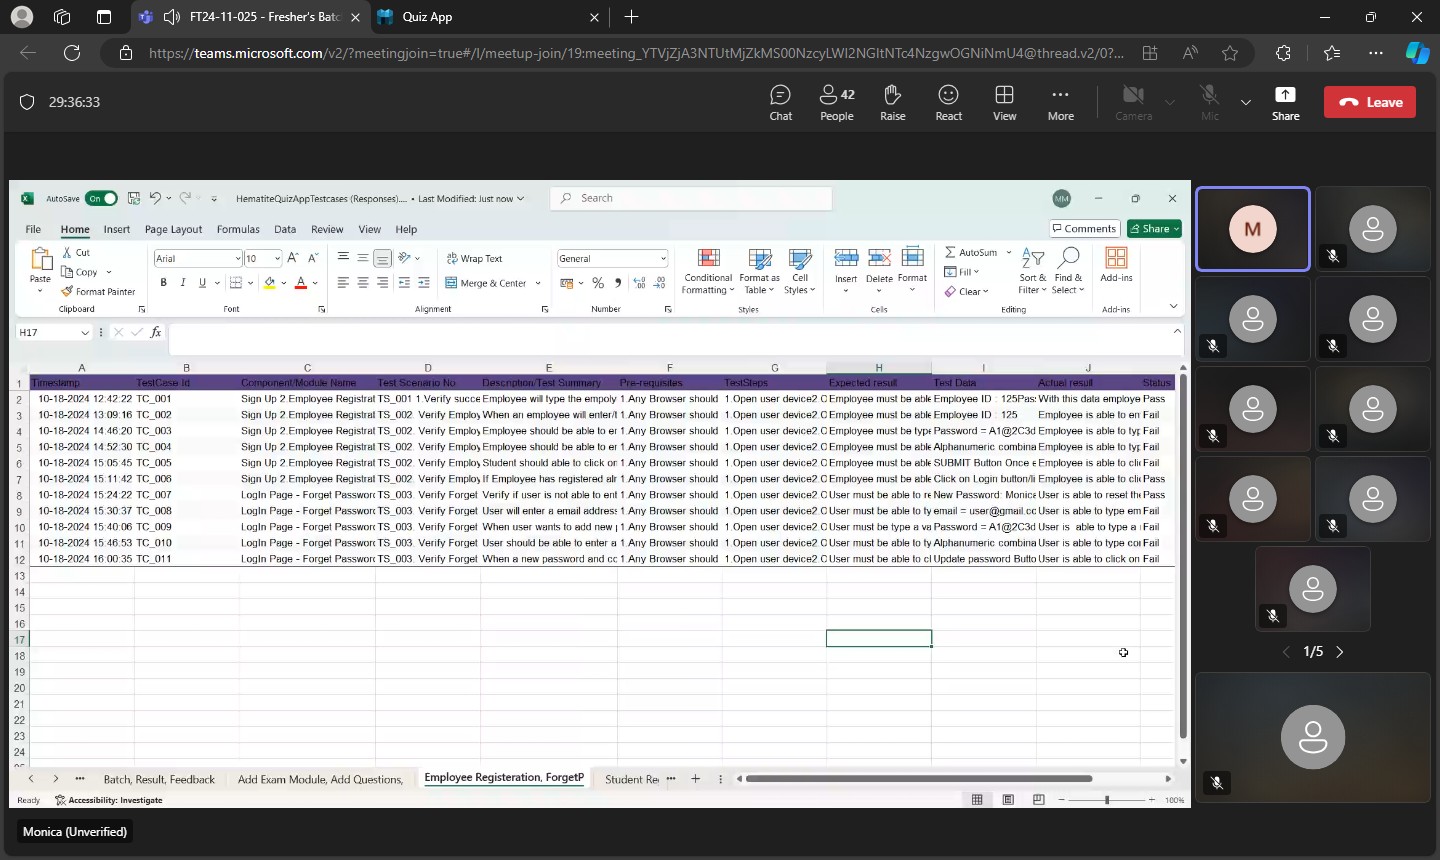 FT24-11-025 - Fresher's Batc
Quiz App
https://teams.microsoft.com/v2/?meetingjoin=true#/l/meetup-join/19:meeting_YTVjZjA3NTUtMjZkMS00NzcyLWI2NGItNTc4NzgwOGNiNmU4@thread.v2/0?...
29:36:33
Chat
42
People
Raise
React
View
More
Camera
Mic
Share
Leave
AutoSave On
HematiteQuizAppTestcases (Responses).... • Last Modified: Just now
Search
MM
File Home Insert Page Layout Formulas Data Review View Help
Comments Share
Paste
Cut
Copy
Format Painter
Clipboard
Arial 10
B I U
Font
Wrap Text
Merge & Center
Alignment
General
Number
Conditional Formatting
Format as Table
Cell Styles
Styles
Insert Delete Format
Cells
AutoSum
Fill
Clear
Sort & Filter
Find & Select
Editing
Add-ins
Add-ins
H17 fx
A B C D E F G H I J
1 Timestamp TestCase Id Component/Module Name Test Scenario No Description/Test Summary Pre-requisites TestSteps Expected result Test Data Actual result Status
2 10-18-2024 12:42:22 TC_001 Sign Up 2.Employee Registrat TS_001 1.Verify succe Employee will type the empoly 1.Any Browser should 1.Open user device2.O Employee must be able Employee ID : 125Pas: With this data employe Pass
3 10-18-2024 13:09:16 TC_002 Sign Up 2.Employee Registrat TS_002. Verify Employ When an employee will enter/t 1.Any Browser should 1.Open user device2.O Employee must be able Employee ID : 125 Employee is able to en Fail
4 10-18-2024 14:46:20 TC_003 Sign Up 2.Employee Registrat TS_002. Verify Employ Employee should be able to er 1.Any Browser should 1.Open user device2.O Employee must be type Password = A1@2C3d Employee is able to typ Fail
5 10-18-2024 14:52:30 TC_004 Sign Up 2.Employee Registrat TS_002. Verify Employ Employee should be able to er 1.Any Browser should 1.Open user device2.O Employee must be able Alphanumeric combina Employee is able to typ Fail
6 10-18-2024 15:05:45 TC_005 Sign Up 2.Employee Registrat TS_002. Verify Employ Student should able to click on 1.Any Browser should 1.Open user device2.O Employee must be able SUBMIT Button Once e Employee is able to clic Fail
7 10-18-2024 15:11:42 TC_006 Sign Up 2.Employee Registrat TS_002. Verify Employ If Employee has registered alr 1.Any Browser should 1.Open user device2.O Employee must be able Click on Login button/li Employee is able to clic Pass
8 10-18-2024 15:24:22 TC_007 LogIn Page - Forget Passworc TS_003. Verify Forget Verify if user is not able to ent 1.Any Browser should 1.Open user device2.O User must be able to re New Password: Monica User is able to reset the Pass
9 10-18-2024 15:30:37 TC_008 LogIn Page - Forget Passworc TS_003. Verify Forget User will enter a email address 1.Any Browser should 1.Open user device2.O User must be able to ty email = user@gmail.cc User is able to type em Fail
10 10-18-2024 15:40:06 TC_009 LogIn Page - Forget Passworc TS_003. Verify Forget When user wants to add new p 1.Any Browser should 1.Open user device2.O User must be type a va Password = A1@2C3d User is able to type a Fail
11 10-18-2024 15:46:53 TC_010 LogIn Page - Forget Passworc TS_003. Verify Forget User should be able to enter a 1.Any Browser should 1.Open user device2.O User must be able to ty Alphanumeric combina User is able to type cor Fail
12 10-18-2024 16:00:35 TC_011 LogIn Page - Forget Passworc TS_003. Verify Forget When a new password and cc 1.Any Browser should 1.Open user device2.O User must be able to cl Update password Butto User is able to click on Fail
13
14
15
16
17
18
19
20
21
22
23
24
Batch, Result, Feedback Add Exam Module, Add Questions, Employee Registeration, ForgetP Student Re
Ready Accessibility: Investigate 100%
M
1/5
Monica (Unverified)